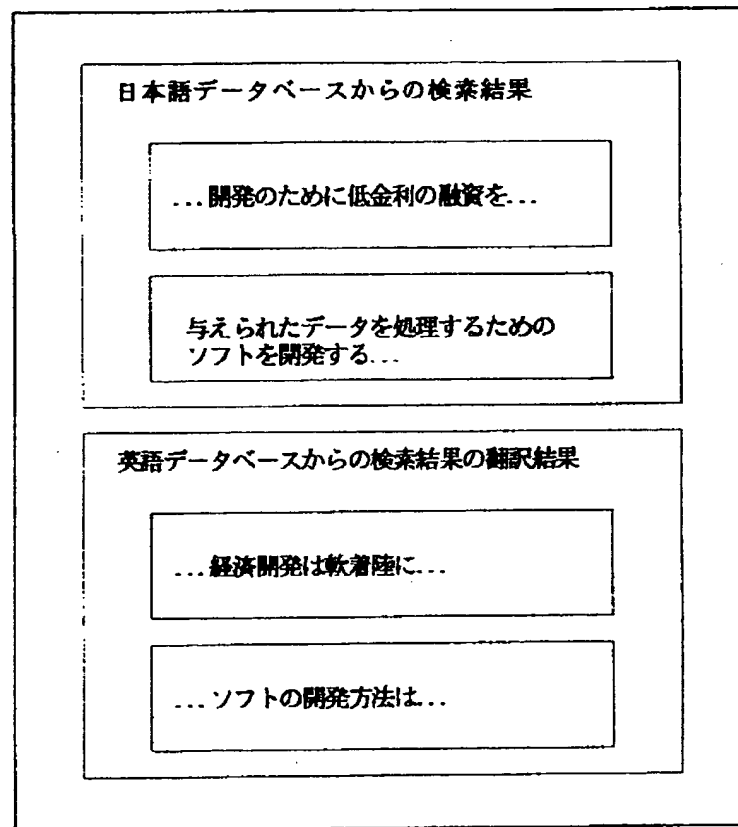 日本語データベースからの検索結果
...開発のために低金利の融資を...
与えられたデータを処理するための
ソフトを開発する...
英語データベースからの検索結果の翻訳結果
...経済開発は軟着陸に...
...ソフトの開発方法は...